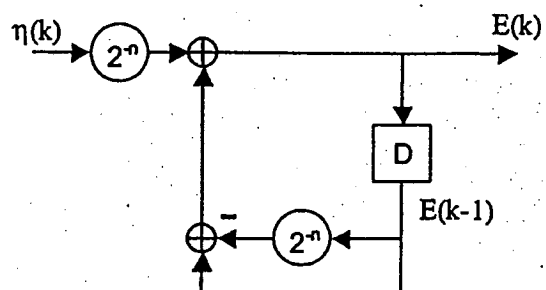 η(k) E(k)
2⁻ⁿ
D
E(k-1)
-
2⁻ⁿ